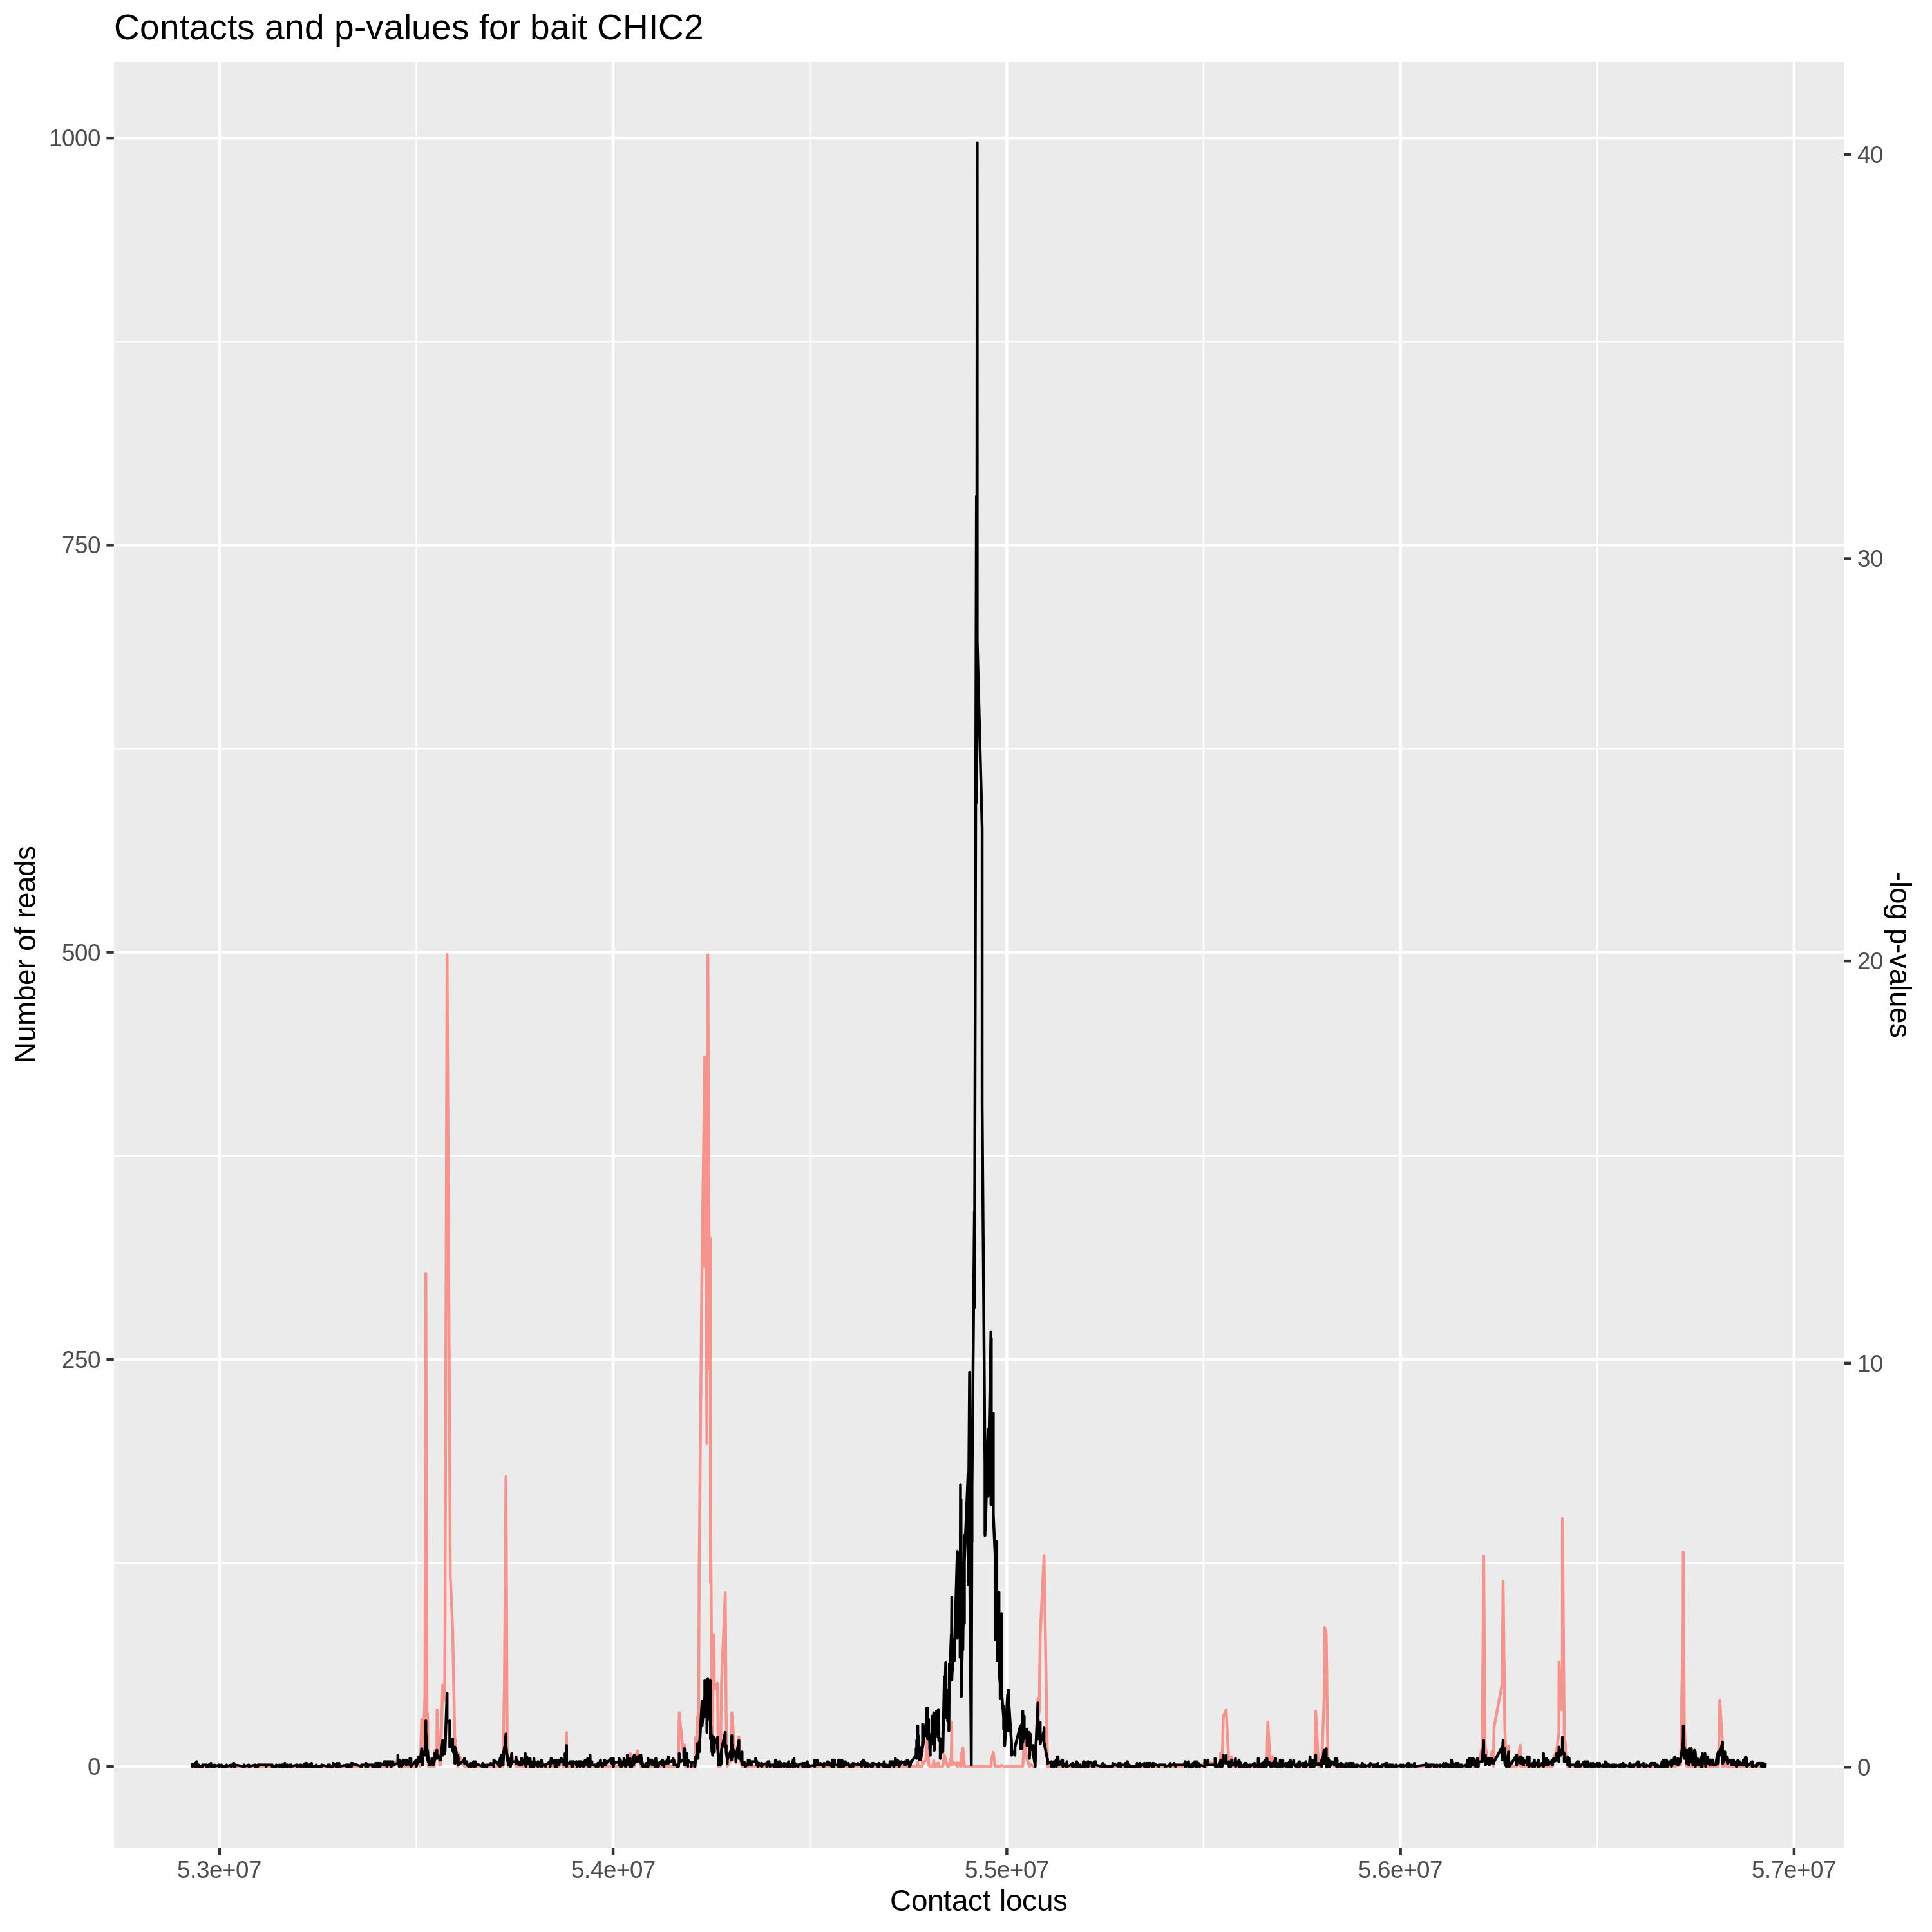 Contacts and p-values for bait CHIC2
1000
750
500
250
0
Number of reads
40
30
20
10
0
-log p-values
5.3e+07 5.4e+07 5.5e+07 5.6e+07 5.7e+07
Contact locus